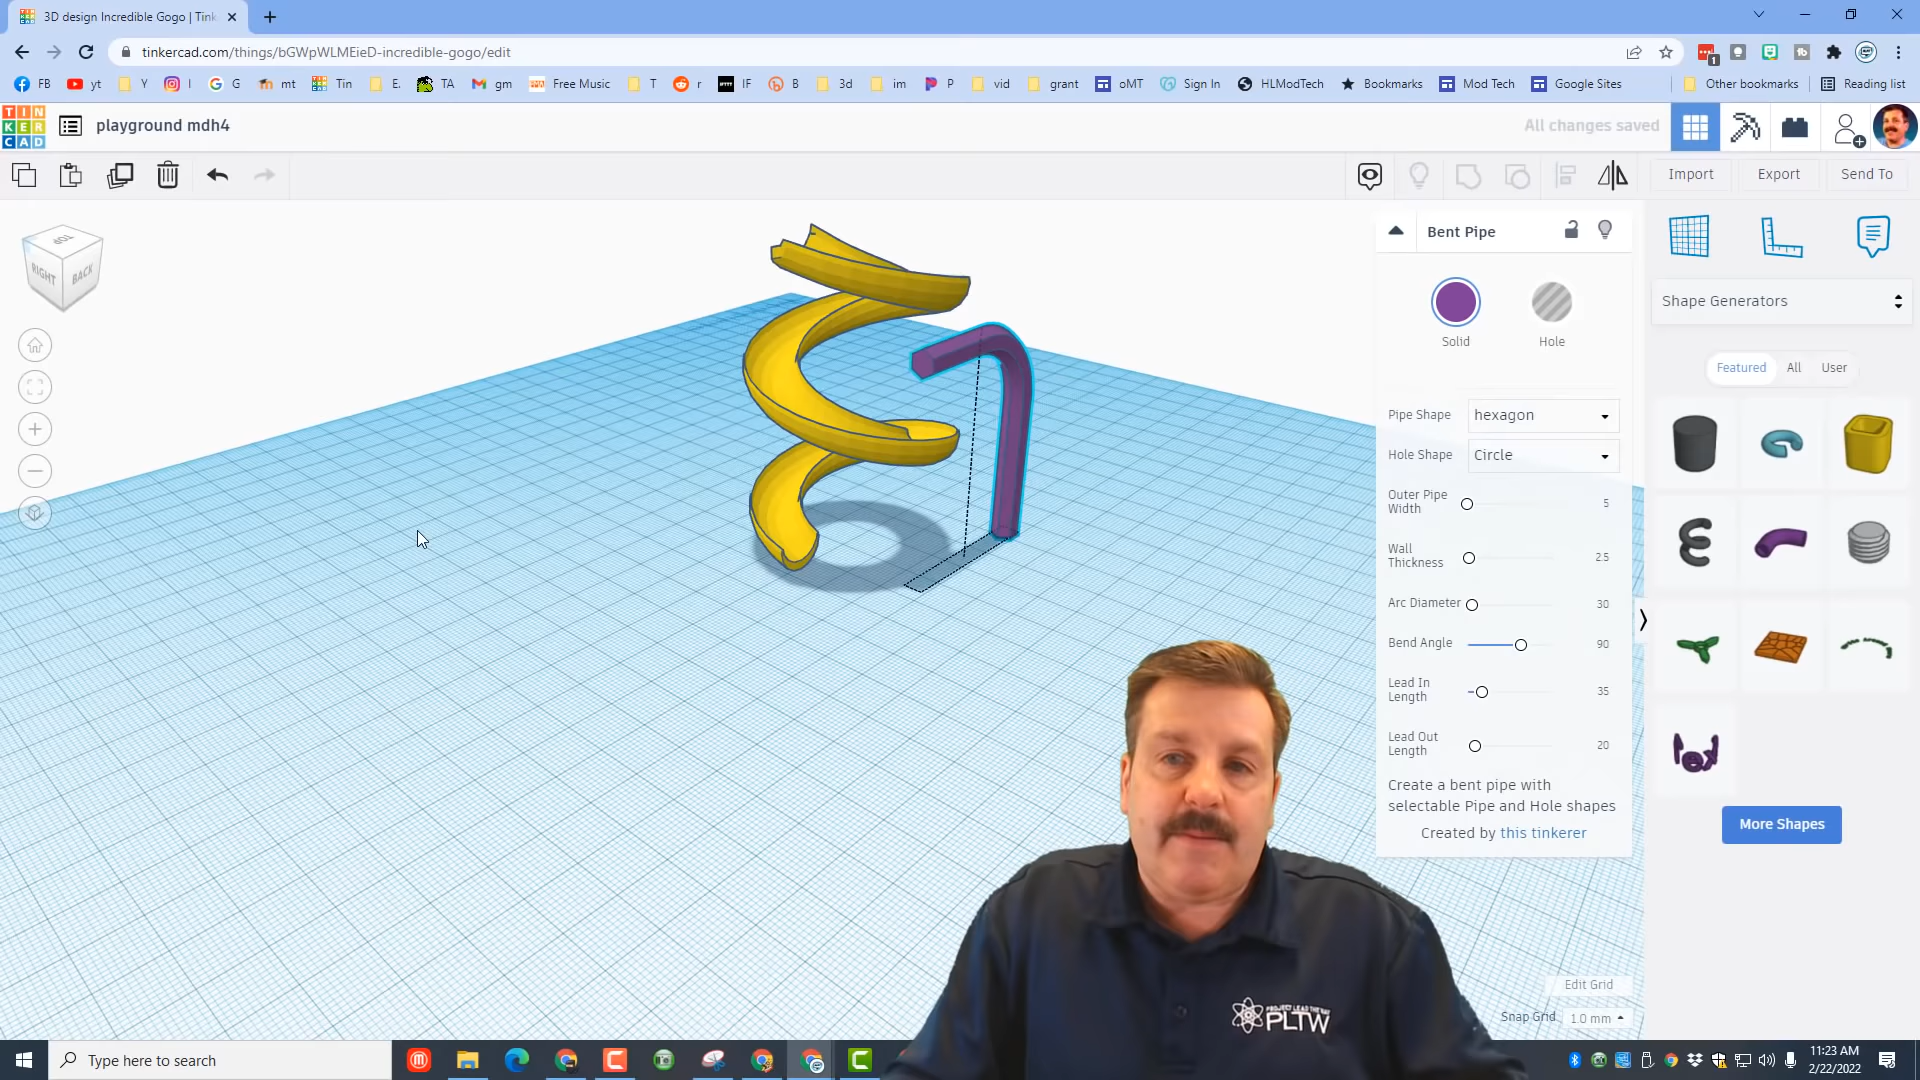 3D design Incredible Gogo | Tink
tinkercad.com/things/bGWpWLMEieD-incredible-gogo/edit
1
FB
yt
Y
I
G
mt
Tin
E.
TA
gm
Free Music
T
r
IF
B
3d
im
P
vid
grant
oMT
Sign In
HLModTech
Bookmarks
Mod Tech
Google Sites
Other bookmarks
Reading list
TIN
KER
CAD
playground mdh4
All changes saved
Import
Export
Send To
TOP
RIGHT
BACK
Bent Pipe
Solid
Hole
Pipe Shape
hexagon
Hole Shape
Circle
Outer Pipe
Width
5
Wall
Thickness
2.5
Arc Diameter
30
Bend Angle
90
Lead In
Length
35
Lead Out
Length
20
Create a bent pipe with
selectable Pipe and Hole shapes
Created by this tinkerer
Shape Generators
Featured
All
User
More Shapes
Edit Grid
Snap Grid
1.0 mm
PROJECT LEAD THE WAY
PLTW
Type here to search
11:23 AM
2/22/2022